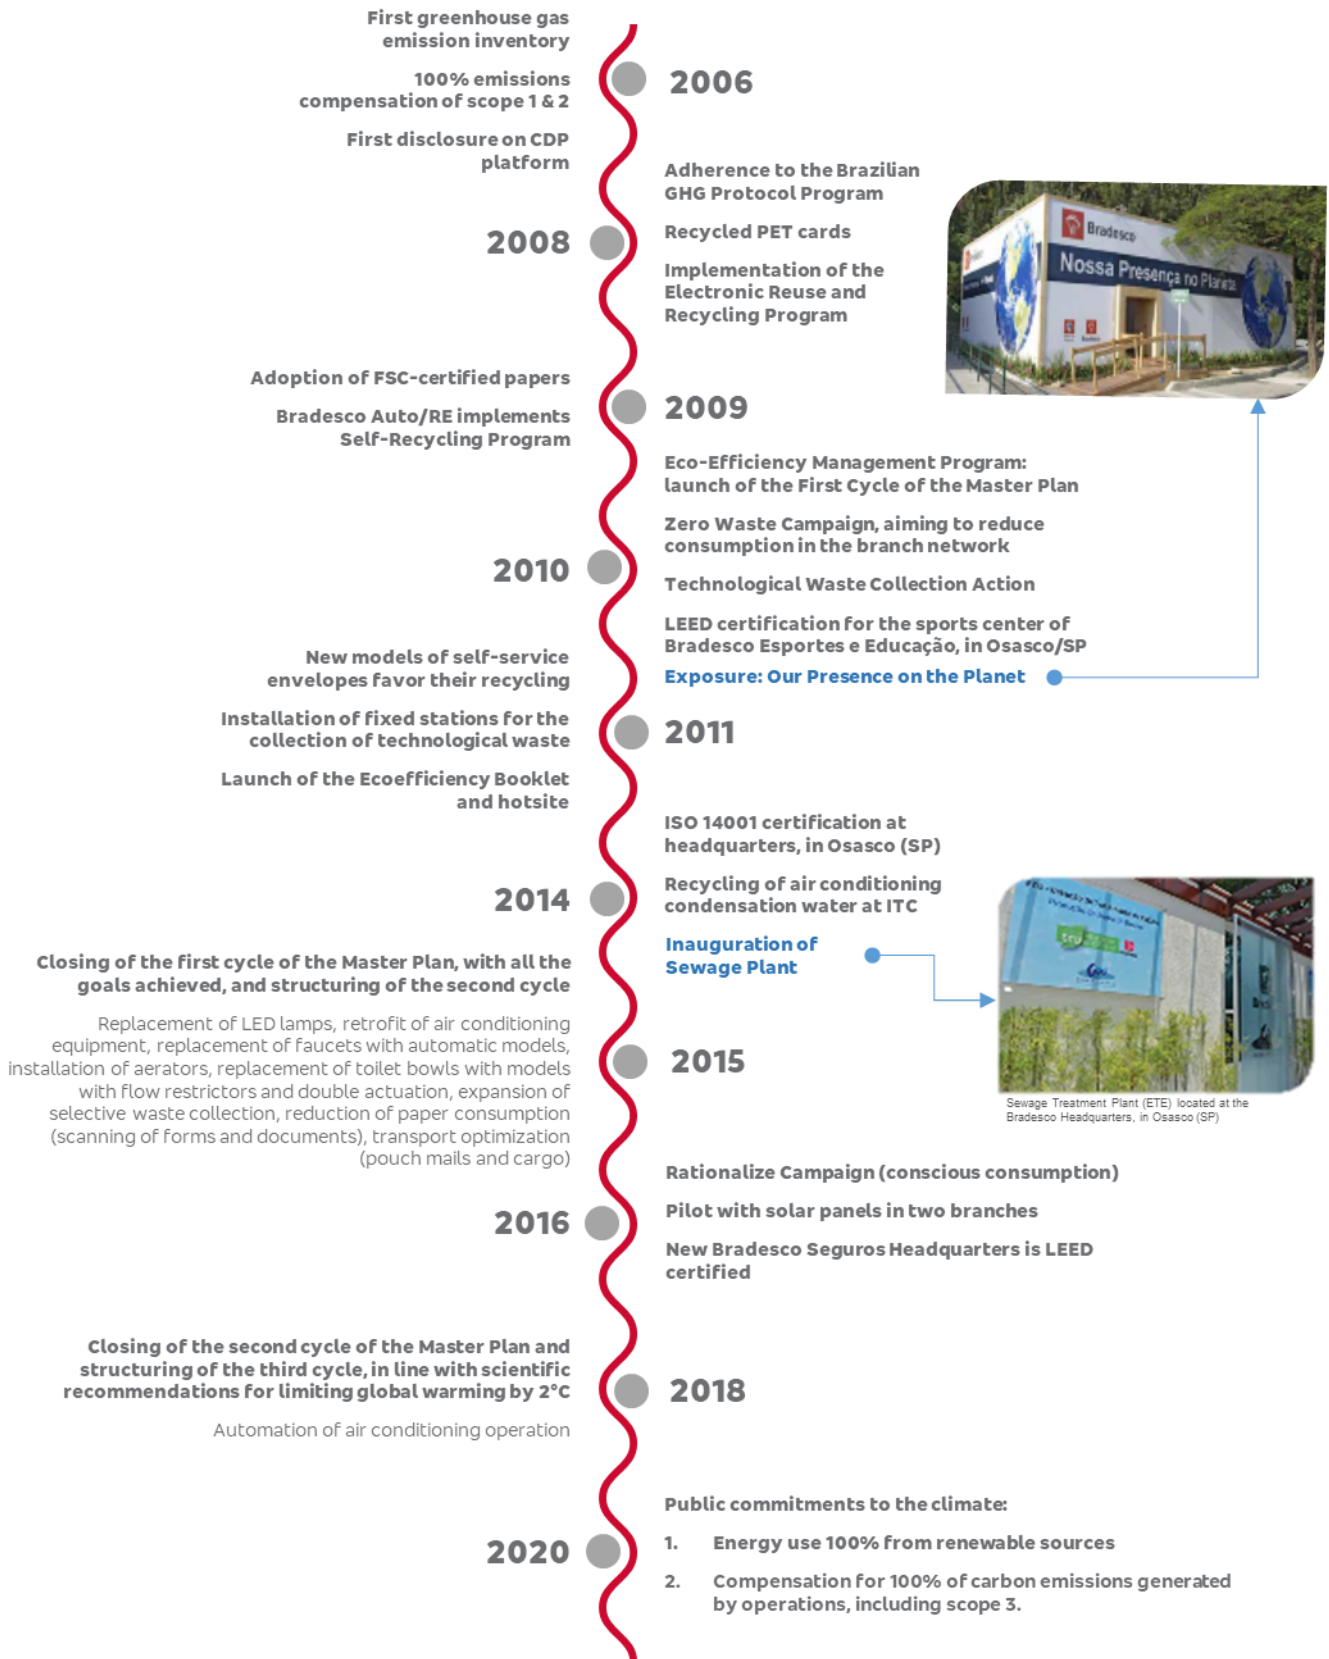 First greenhouse gas
emission inventory
100% emissions
compensation of scope 1 & 2
First disclosure on CDP
platform
2006
Adherence to the Brazilian
GHG Protocol Program
Recycled PET cards
Implementation of the
Electronic Reuse and
Recycling Program
2008
Bradesco
Nossa Presença no Planeta
Bradesco
Adoption of FSC-certified papers
Bradesco Auto/RE implements
Self-Recycling Program
2009
Eco-Efficiency Management Program:
launch of the First Cycle of the Master Plan
Zero Waste Campaign, aiming to reduce
consumption in the branch network
Technological Waste Collection Action
LEED certification for the sports center of
Bradesco Esportes e Educação, in Osasco/SP
Exposure: Our Presence on the Planet
2010
New models of self-service
envelopes favor their recycling
Installation of fixed stations for the
collection of technological waste
Launch of the Ecoefficiency Booklet
and hotsite
2011
ISO 14001 certification at
headquarters, in Osasco (SP)
Recycling of air conditioning
condensation water at ITC
Inauguration of
Sewage Plant
2014
Sewage Treatment Plant (ETE) located at the
Bradesco Headquarters, in Osasco (SP)
Closing of the first cycle of the Master Plan, with all the
goals achieved, and structuring of the second cycle
Replacement of LED lamps, retrofit of air conditioning
equipment, replacement of faucets with automatic models,
installation of aerators, replacement of toilet bowls with models
with flow restrictors and double actuation, expansion of
selective waste collection, reduction of paper consumption
(scanning of forms and documents), transport optimization
(pouch mails and cargo)
2015
Rationalize Campaign (conscious consumption)
Pilot with solar panels in two branches
New Bradesco Seguros Headquarters is LEED
certified
2016
Closing of the second cycle of the Master Plan and
structuring of the third cycle, in line with scientific
recommendations for limiting global warming by 2°C
Automation of air conditioning operation
2018
Public commitments to the climate:
1. Energy use 100% from renewable sources
2. Compensation for 100% of carbon emissions generated
by operations, including scope 3.
2020